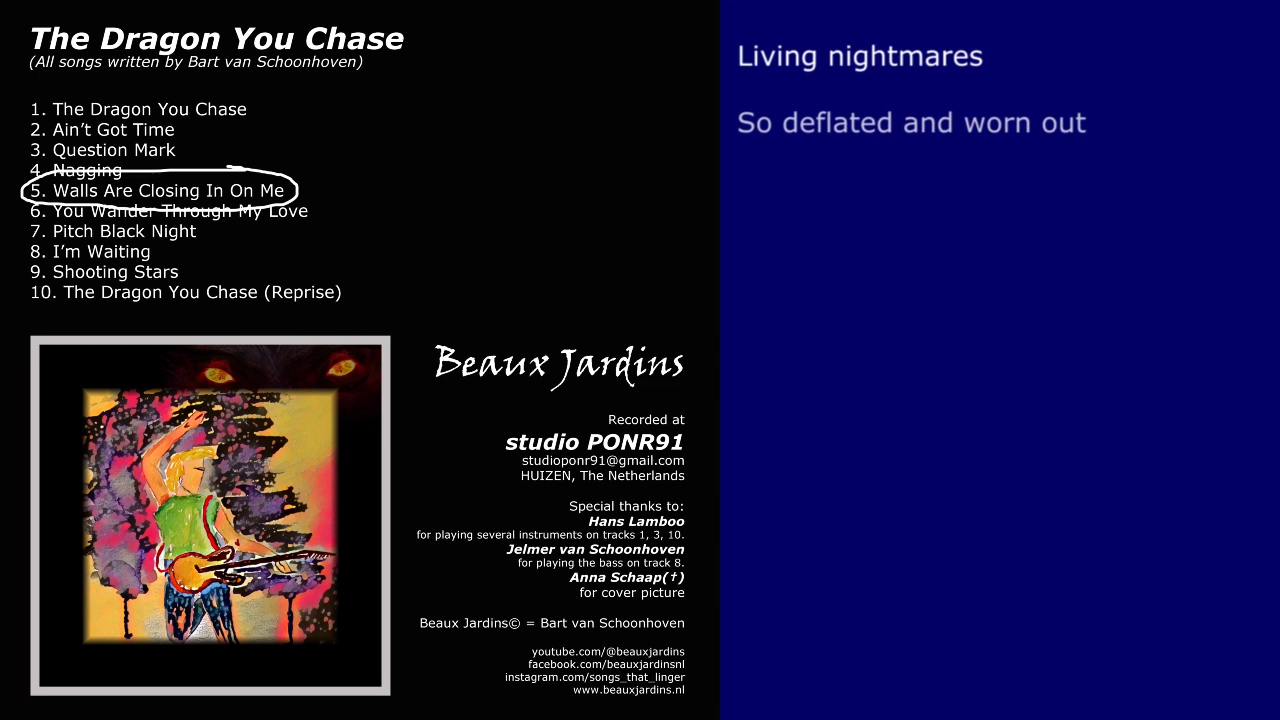 The Dragon You Chase
(All songs written by Bart van Schoonhoven)
1. The Dragon You Chase
2. Ain't Got Time
3. Question Mark
4. Nagging
5. Walls Are Closing In On Me
6. You Wander Through My Love
7. Pitch Black Night
8. I'm Waiting
9. Shooting Stars
10. The Dragon You Chase (Reprise)
Beaux Jardins
Recorded at
studio PONR91
studioponr91@gmail.com
HUIZEN, The Netherlands
Special thanks to:
Hans Lamboo
for playing several instruments on tracks 1, 3, 10.
Jelmer van Schoonhoven
for playing the bass on track 8.
Anna Schaap(†)
for cover picture
Beaux Jardins© = Bart van Schoonhoven
youtube.com/@beauxjardins
facebook.com/beauxjardinsnl
instagram.com/songs_that_linger
www.beauxjardins.nl
Living nightmares
So deflated and worn out